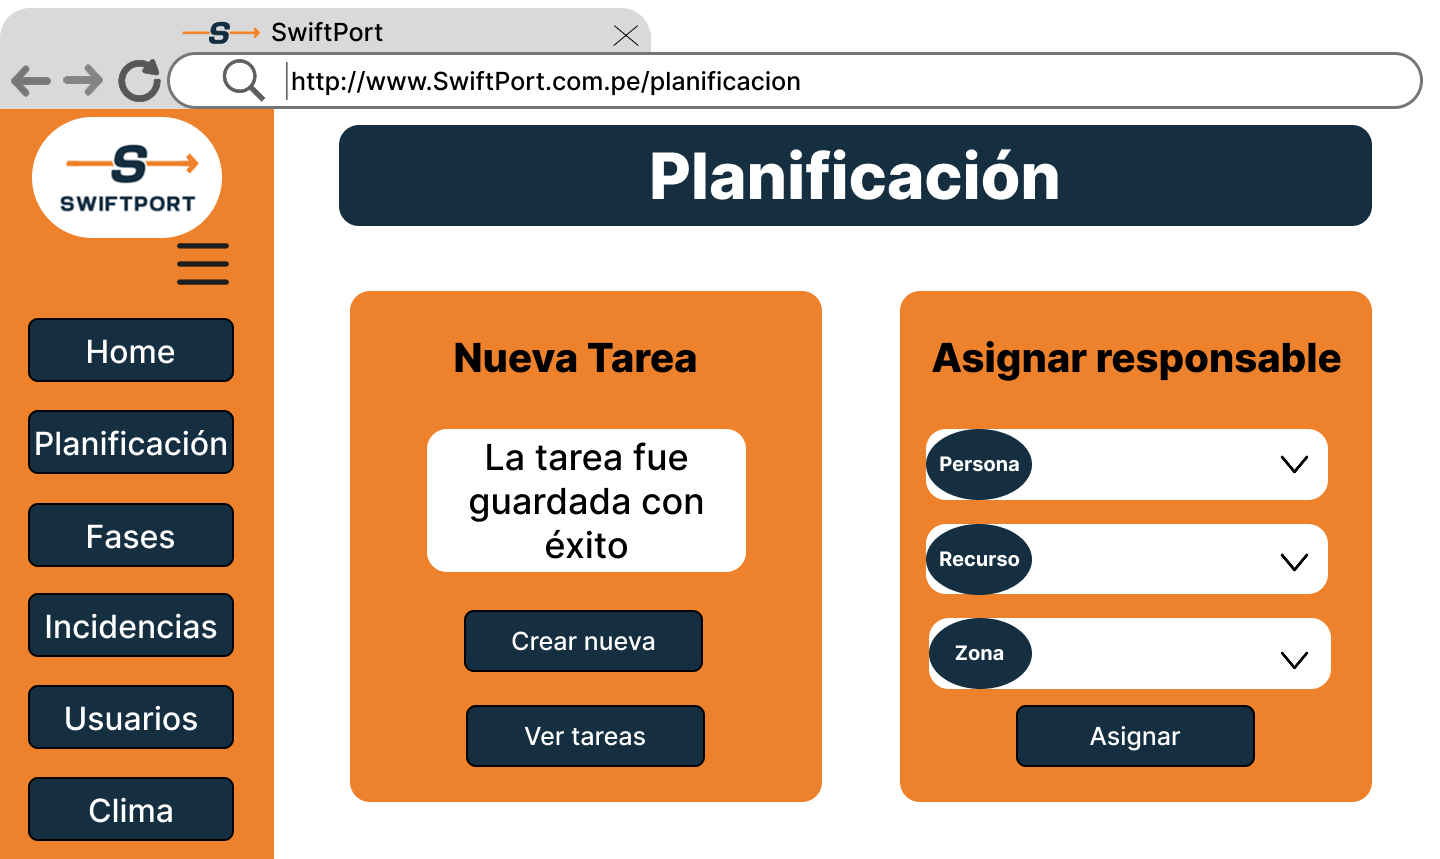 SwiftPort
http://www.SwiftPort.com.pe/planificacion
S
SWIFTPORT
Home
Planificación
Fases
Incidencias
Usuarios
Clima
Planificación
Nueva Tarea
La tarea fue
guardada con
éxito
Crear nueva
Ver tareas
Asignar responsable
Persona
Recurso
Zona
Asignar